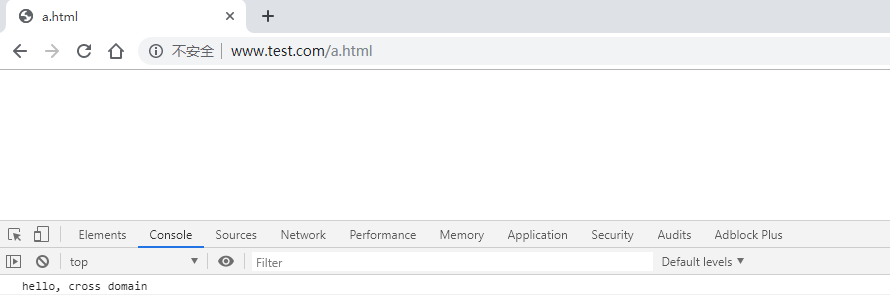 a.html
不安全 www.test.com/a.html
Elements Console Sources Network Performance Memory Application Security Audits Adblock Plus
top Filter Default levels
hello, cross domain